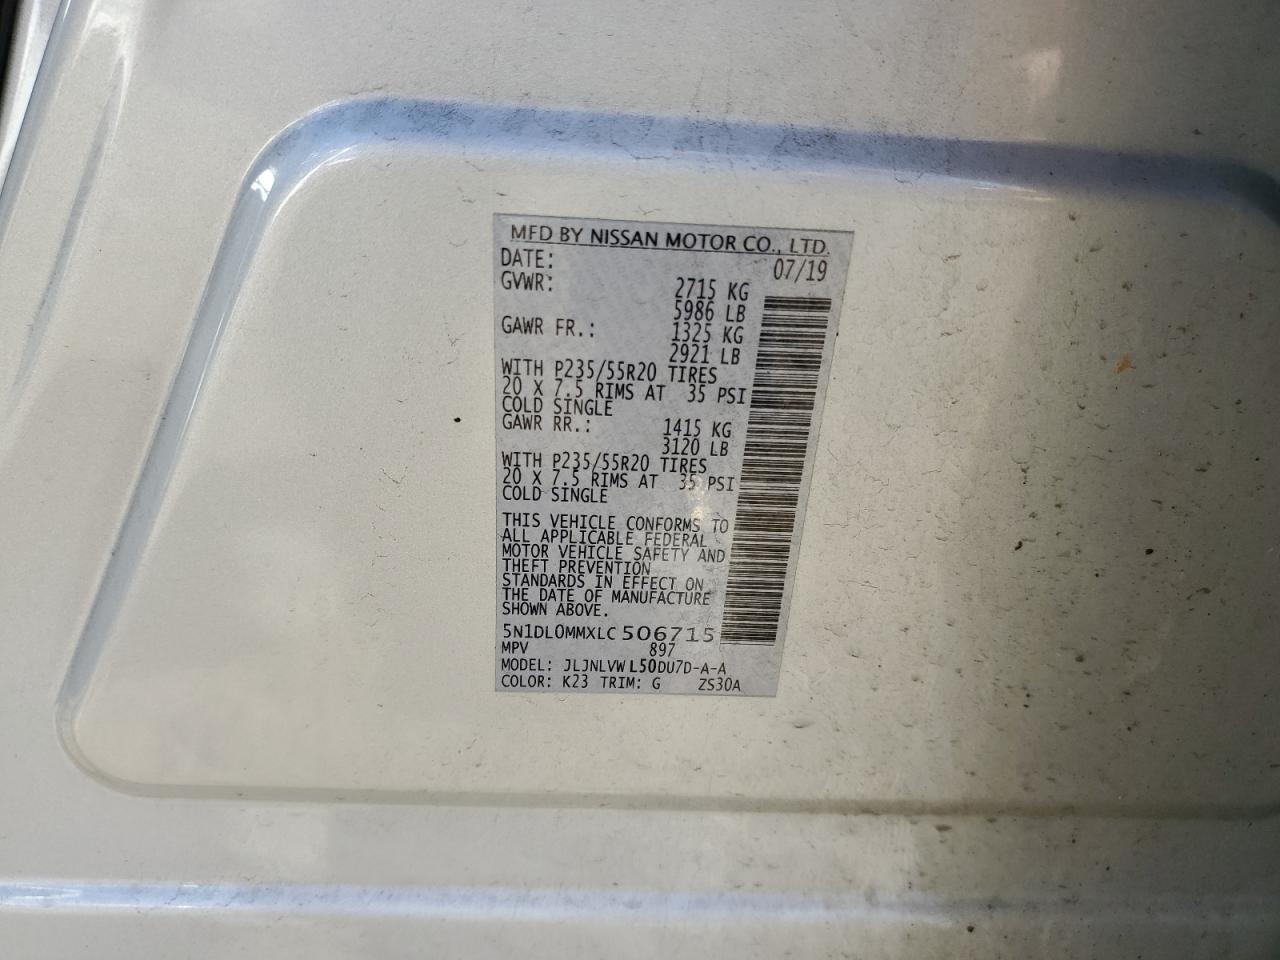 MFD BY NISSAN MOTOR CO., LTD.
DATE: 07/19
GVWR: 2715 KG
5986 LB
GAWR FR.: 1325 KG
2921 LB
WITH P235/55R20 TIRES
20 X 7.5 RIMS AT 35 PSI
COLD SINGLE
GAWR RR.: 1415 KG
3120 LB
WITH P235/55R20 TIRES
20 X 7.5 RIMS AT 35 PSI
COLD SINGLE
THIS VEHICLE CONFORMS TO
ALL APPLICABLE FEDERAL
MOTOR VEHICLE SAFETY AND
THEFT PREVENTION
STANDARDS IN EFFECT ON
THE DATE OF MANUFACTURE
SHOWN ABOVE.
5N1DL0MMXLC506715
MPV 897
MODEL: JLJNLVWL50DU7D-A-A
COLOR: K23 TRIM: G ZS30A